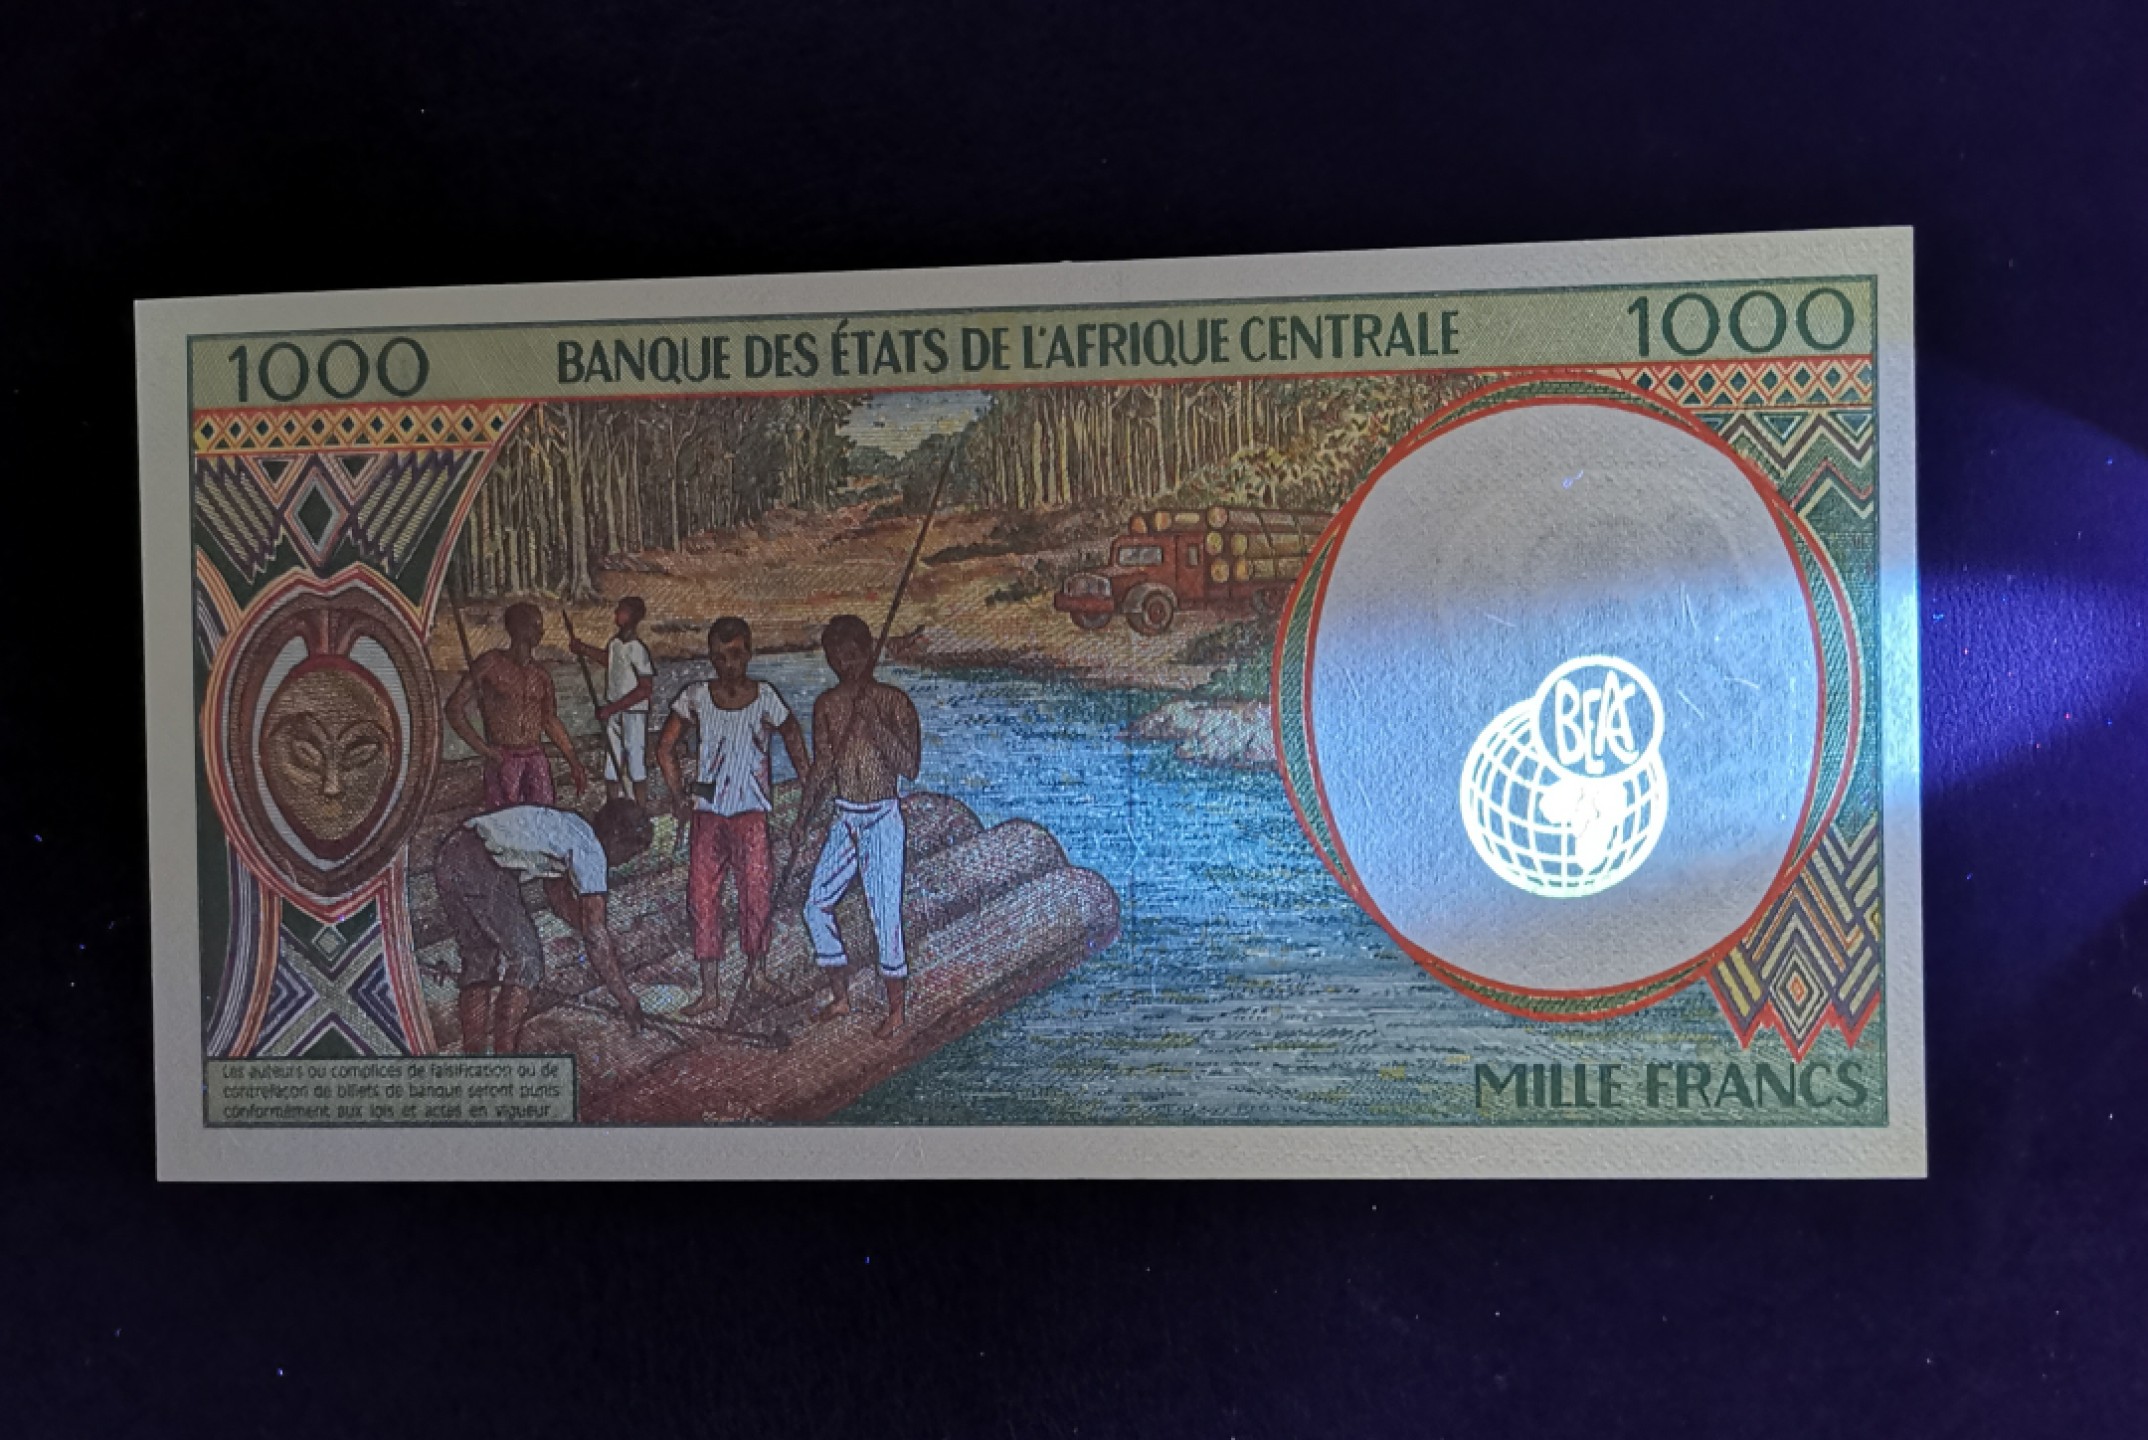 1000 BANQUE DES ÉTATS DE L'AFRIQUE CENTRALE 1000
BEAC
Les auteurs ou complices de falsification ou de
contrefaçon de billets de banque seront punis
conformément aux lois et actes en vigueur.
MILLE FRANCS